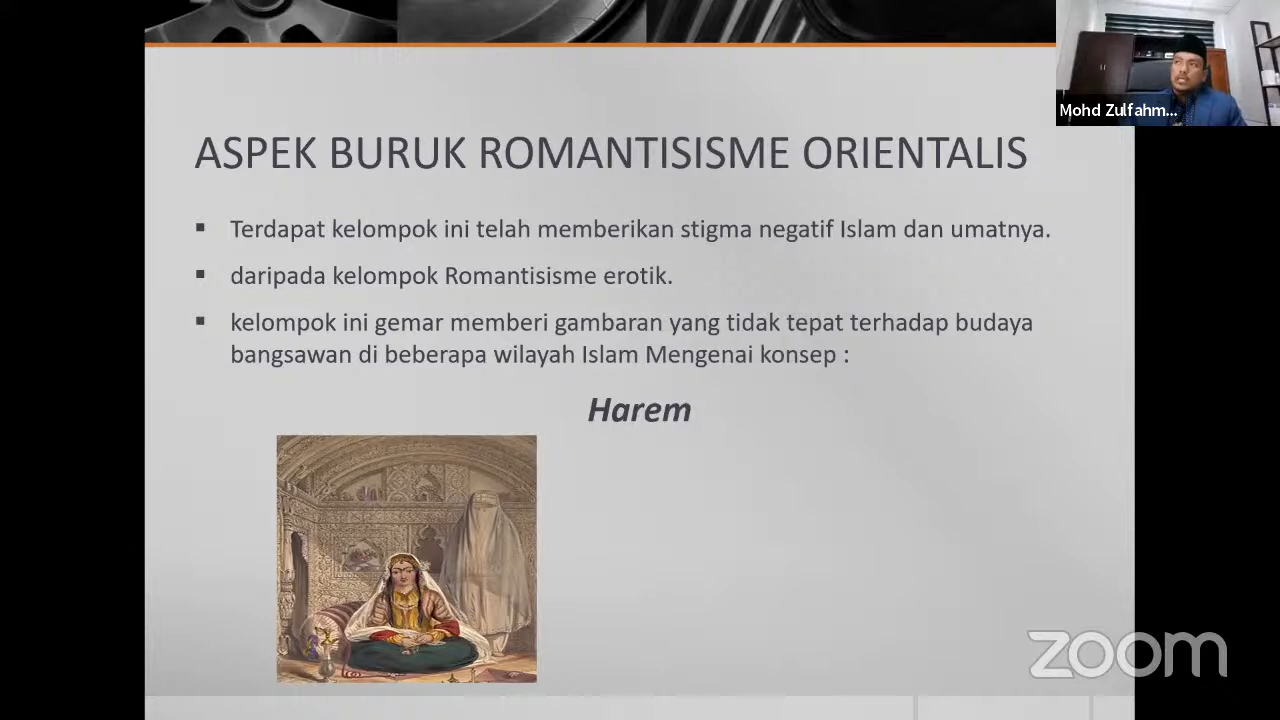 Mohd Zulfahm...
ASPEK BURUK ROMANTISISME ORIENTALIS
▪ Terdapat kelompok ini telah memberikan stigma negatif Islam dan umatnya.
▪ daripada kelompok Romantisisme erotik.
▪ kelompok ini gemar memberi gambaran yang tidak tepat terhadap budaya
bangsawan di beberapa wilayah Islam Mengenai konsep :
Harem
zoom